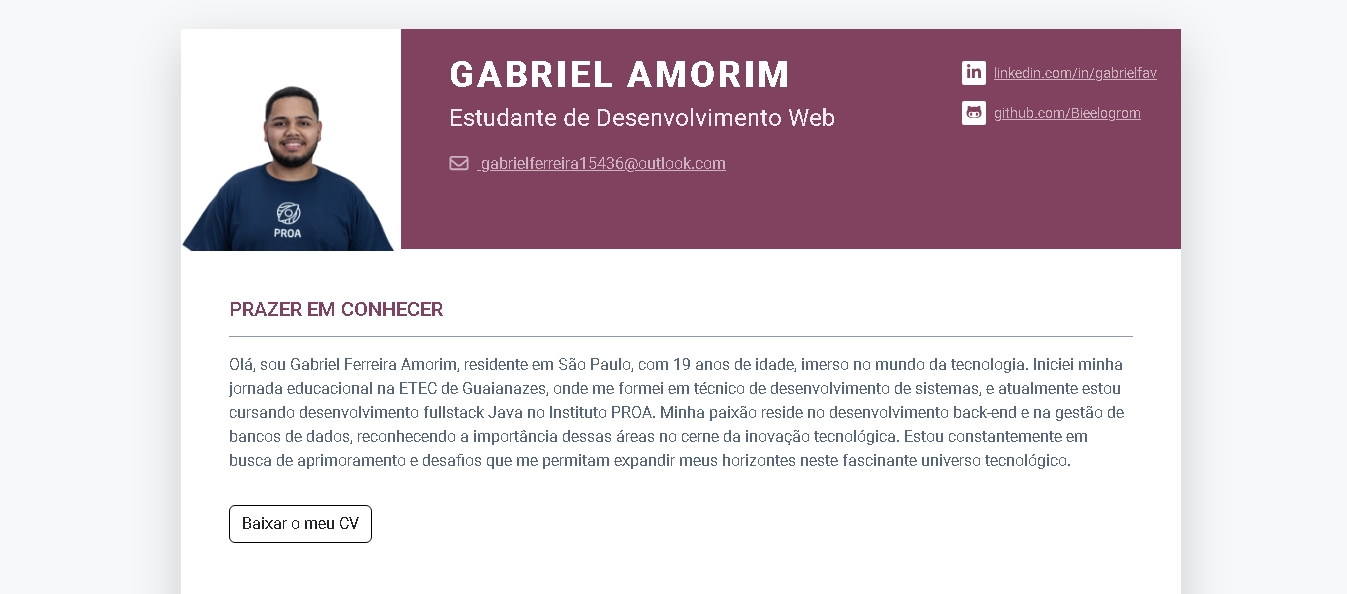 GABRIEL AMORIM
Estudante de Desenvolvimento Web
gabrielferreira15436@outlook.com
linkedin.com/in/gabrielfav
github.com/Bieelogrom
PROA
PRAZER EM CONHECER
Olá, sou Gabriel Ferreira Amorim, residente em São Paulo, com 19 anos de idade, imerso no mundo da tecnologia. Iniciei minha
jornada educacional na ETEC de Guaianazes, onde me formei em técnico de desenvolvimento de sistemas, e atualmente estou
cursando desenvolvimento fullstack Java no Instituto PROA. Minha paixão reside no desenvolvimento back-end e na gestão de
bancos de dados, reconhecendo a importância dessas áreas no cerne da inovação tecnológica. Estou constantemente em
busca de aprimoramento e desafios que me permitam expandir meus horizontes neste fascinante universo tecnológico.
Baixar o meu CV